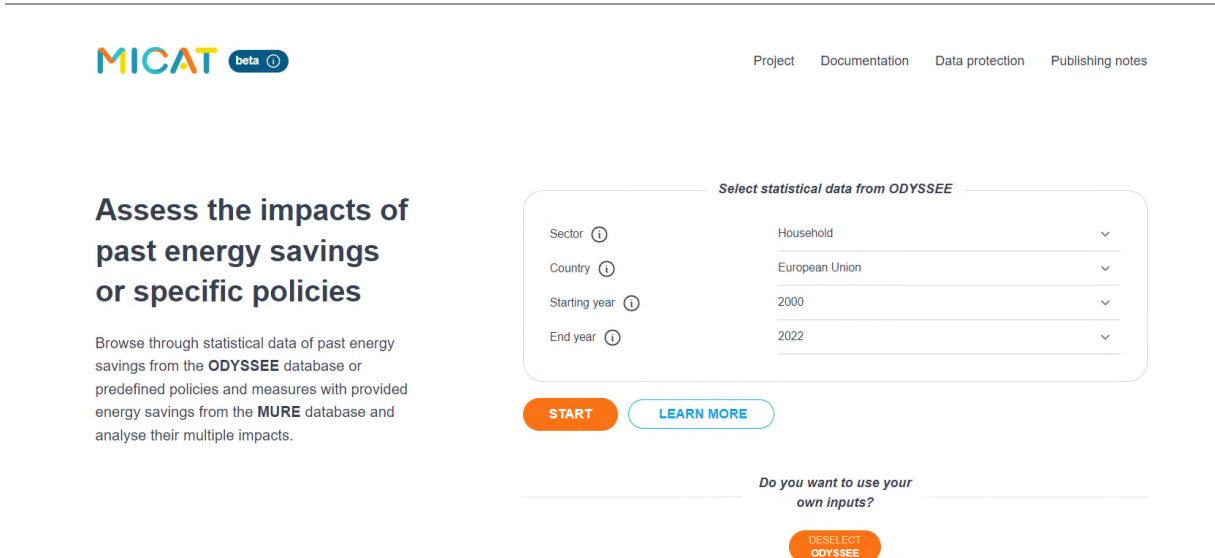 MICAT beta
Project Documentation Data protection Publishing notes
Assess the impacts of
past energy savings
or specific policies
Browse through statistical data of past energy
savings from the ODYSSEE database or
predefined policies and measures with provided
energy savings from the MURE database and
analyse their multiple impacts.
Select statistical data from ODYSSEE
Sector Household
Country European Union
Starting year 2000
End year 2022
START LEARN MORE
Do you want to use your
own inputs?
DESELECT
ODYSSEE